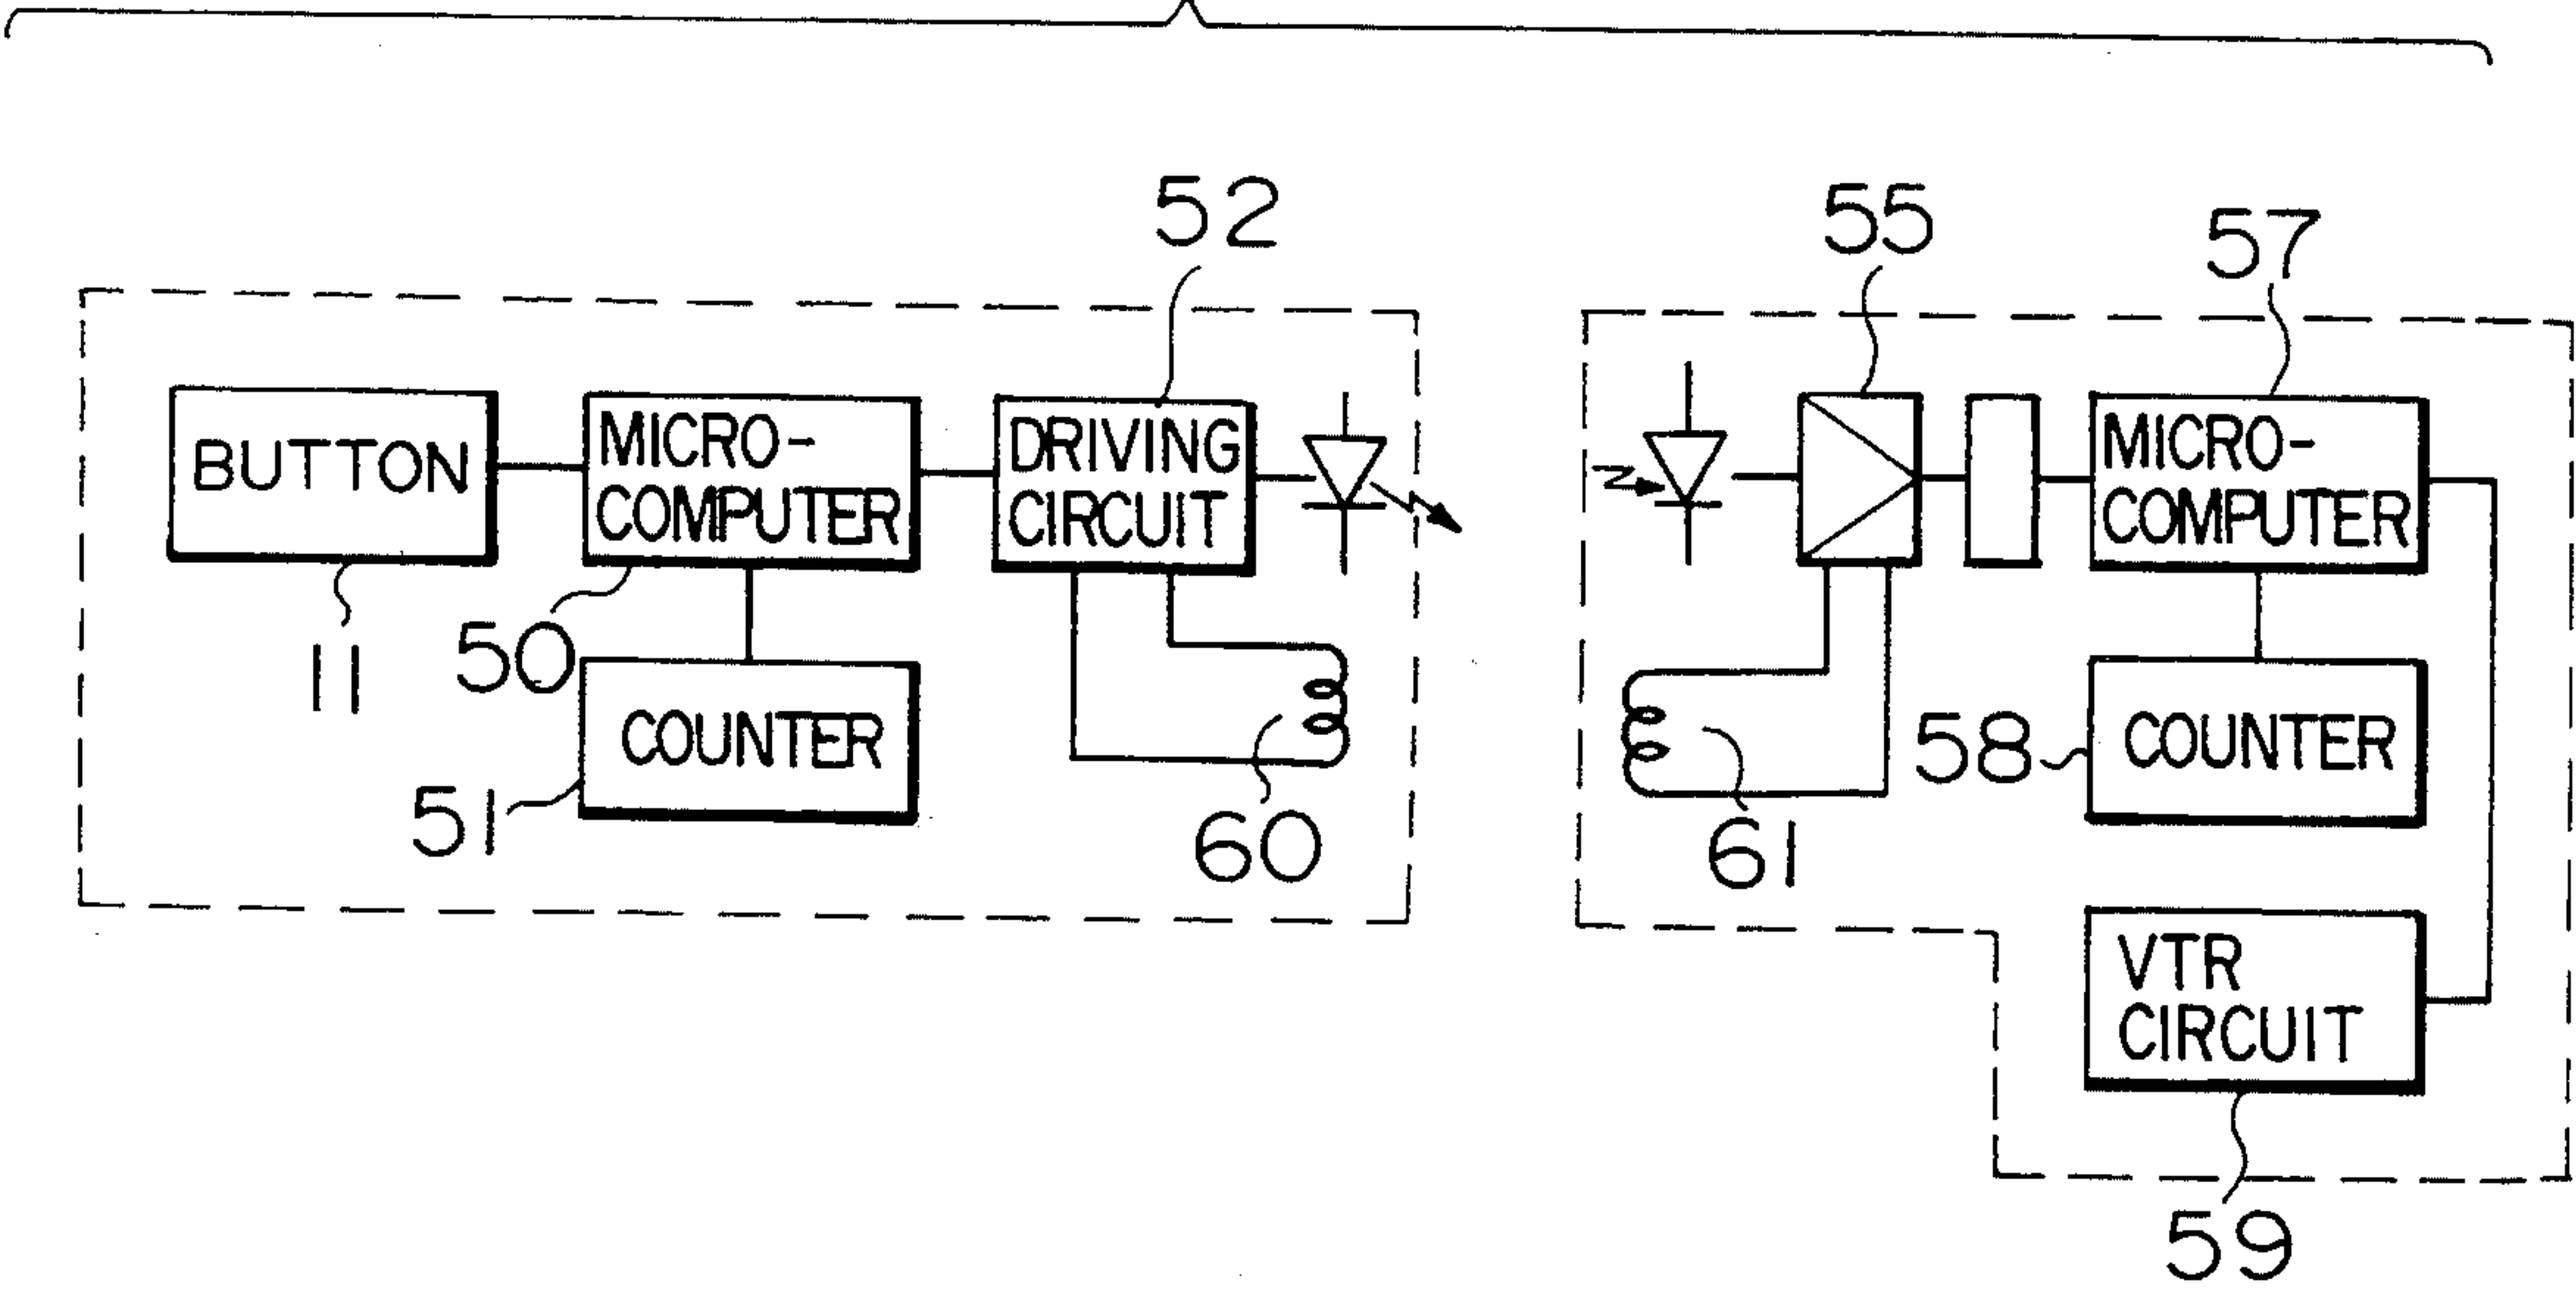 52
55
57
BUTTON
MICRO-
COMPUTER
DRIVING
CIRCUIT
MICRO-
COMPUTER
11
50
51
COUNTER
60
61
58
COUNTER
VTR
CIRCUIT
59